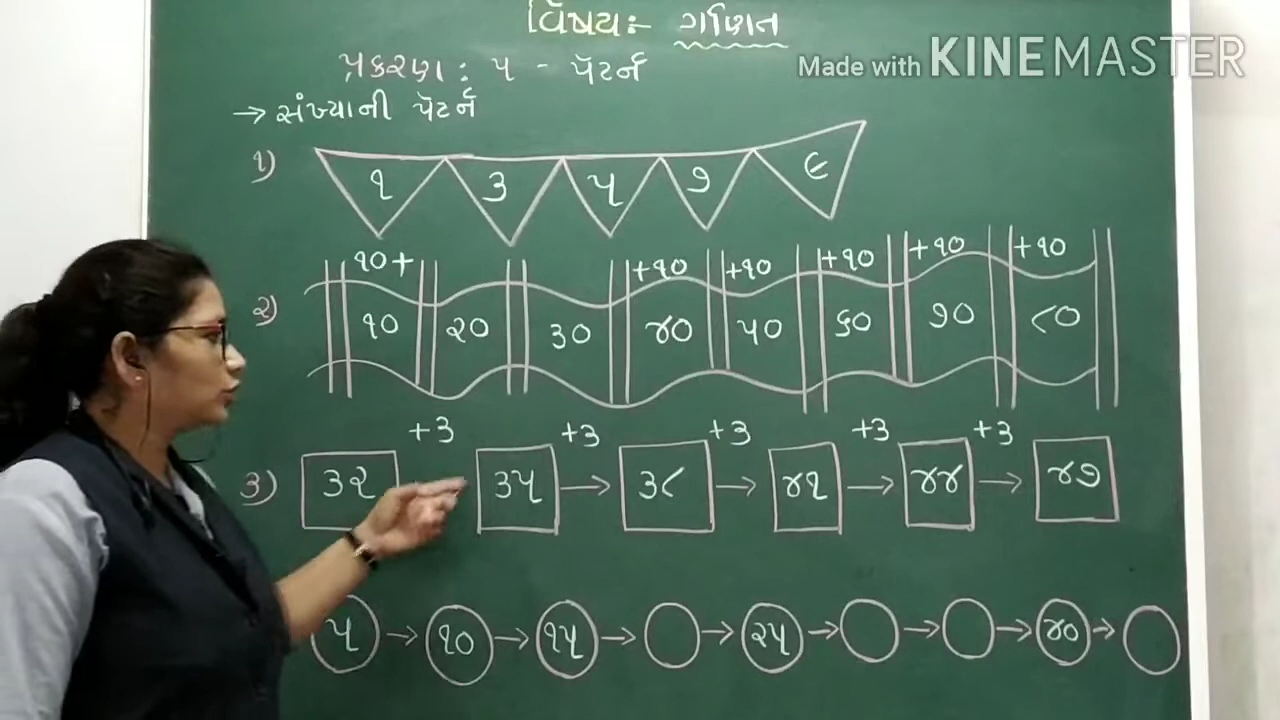 વિષય:- ગણિત
Made with KINEMASTER
પ્રકરણ : ૫ - પૅટર્ન
→ સંખ્યાની પૅટર્ન
૧) ૧ ૩ ૫ ૭ ૯
૧૦+ +૧૦ +૧૦ +૧૦ +૧૦ +૧૦
૨) ૧૦ ૨૦ ૩૦ ૪૦ ૫૦ ૬૦ ૭૦ ૮૦
+૩ +૩ +૩ +૩ +૩
૩) ૩૨ ૩૫ → ૩૮ → ૪૧ → ૪૪ → ૪૭
૫ → ૧૦ → ૧૫ → → ૨૫ → → → ૪૦ →